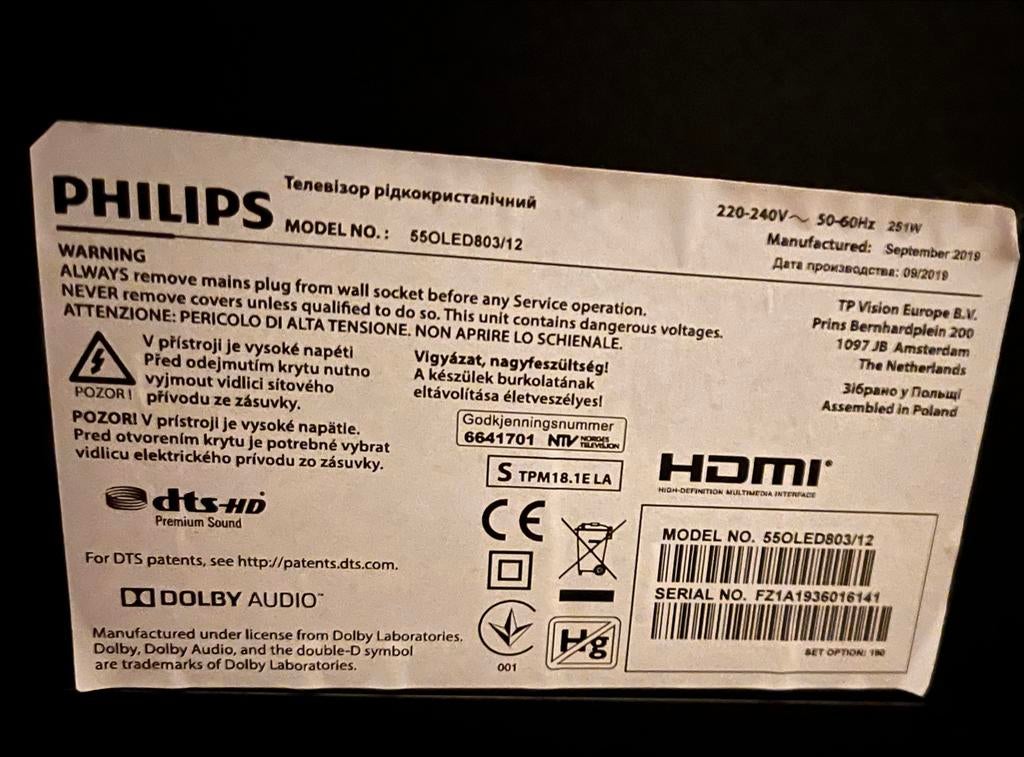 PHILIPS
Телевізор рідкокристалічний
MODEL NO. : 55OLED803/12
220-240V～ 50-60Hz 251W
Manufactured: September 2019
Дата производства: 09/2019
WARNING
ALWAYS remove mains plug from wall socket before any Service operation.
NEVER remove covers unless qualified to do so. This unit contains dangerous voltages.
ATTENZIONE: PERICOLO DI ALTA TENSIONE. NON APRIRE LO SCHIENALE.
TP Vision Europe B.V.
Prins Bernhardplein 200
1097 JB Amsterdam
The Netherlands
Зібрано у Польщі
Assembled in Poland
V přístroji je vysoké napětí
Před odejmutím krytu nutno
vyjmout vidlici síťového
přívodu ze zásuvky.
POZOR!
Vigyázat, nagyfeszültség!
A készülek burkolatának
eltávolítása életveszélyes!
POZOR! V prístroji je vysoké napätie.
Pred otvorením krytu je potrebné vybrat
vidlicu elektrického prívodu zo zásuvky.
Godkjenningsnummer
6641701 NTV NORGES TELEVISJON
S TPM18.1E LA
HDMI
HIGH-DEFINITION MULTIMEDIA INTERFACE
dts-HD
Premium Sound
For DTS patents, see http://patents.dts.com.
DOLBY AUDIO™
Manufactured under license from Dolby Laboratories.
Dolby, Dolby Audio, and the double-D symbol
are trademarks of Dolby Laboratories.
CE
001
Hg
MODEL NO. 55OLED803/12
SERIAL NO. FZ1A1936016141
SET OPTION: 190